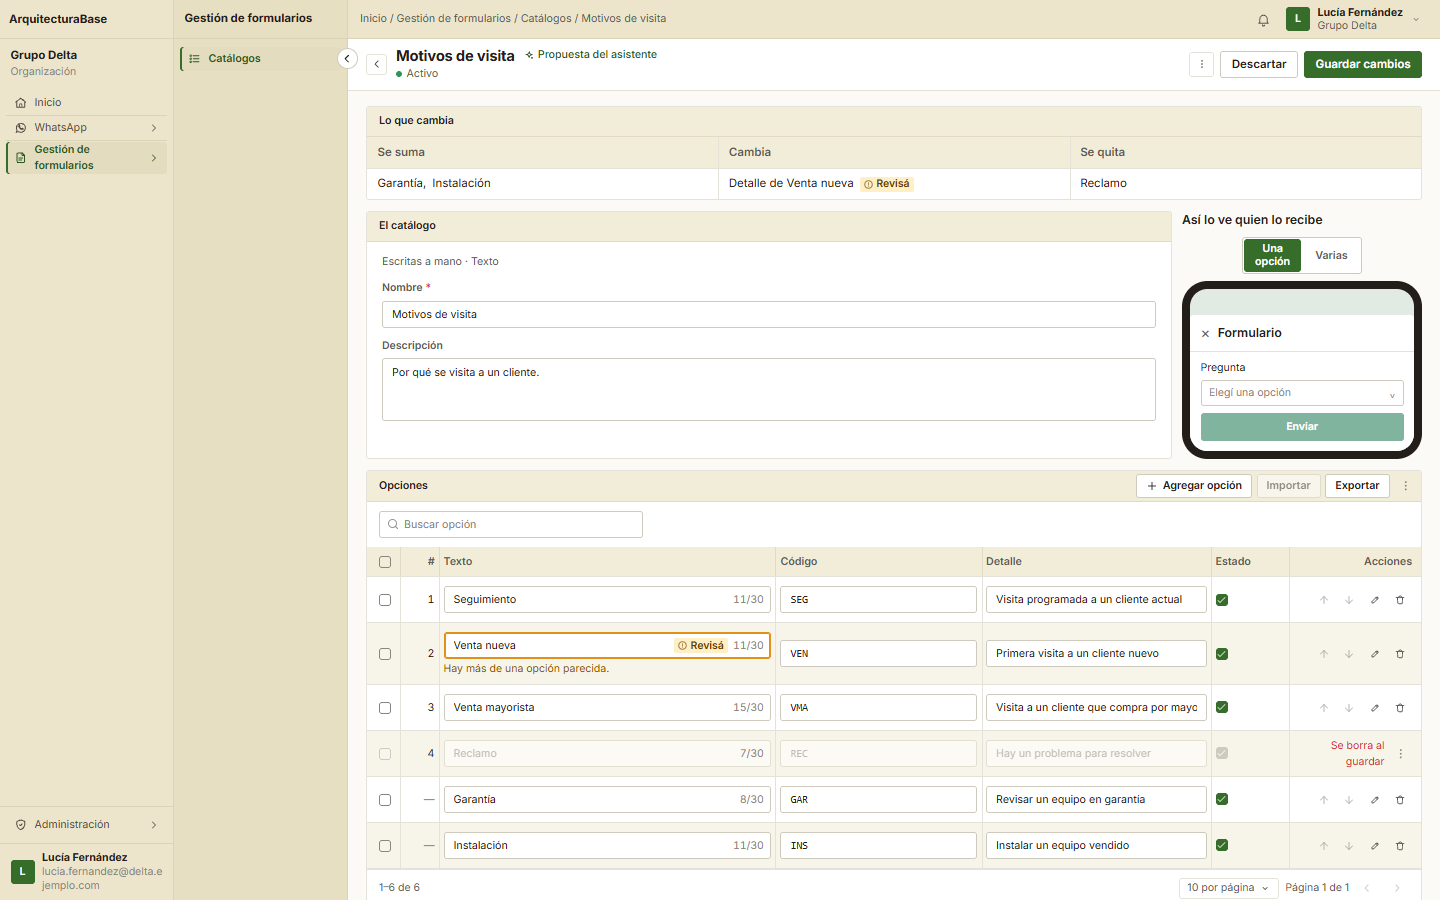 ArquitecturaBase
Grupo Delta
Organización
Inicio
WhatsApp
Gestión de
formularios
Administración
L
Lucía Fernández
lucia.fernandez@delta.e
jemplo.com
Gestión de formularios
Catálogos
Inicio / Gestión de formularios / Catálogos / Motivos de visita
L
Lucía Fernández
Grupo Delta
Motivos de visita
Propuesta del asistente
Activo
Descartar
Guardar cambios
Lo que cambia
Se suma
Cambia
Se quita
Garantía, Instalación
Detalle de Venta nueva
Revisá
Reclamo
El catálogo
Escritas a mano · Texto
Nombre *
Motivos de visita
Descripción
Por qué se visita a un cliente.
Así lo ve quien lo recibe
Una
opción
Varias
Formulario
Pregunta
Elegí una opción
Enviar
Opciones
Agregar opción
Importar
Exportar
Buscar opción
# Texto Código Detalle Estado Acciones
1 Seguimiento 11/30 SEG Visita programada a un cliente actual
2 Venta nueva Revisá 11/30 VEN Primera visita a un cliente nuevo
Hay más de una opción parecida.
3 Venta mayorista 15/30 VMA Visita a un cliente que compra por mayo
4 Reclamo 7/30 REC Hay un problema para resolver Se borra al
guardar
— Garantía 8/30 GAR Revisar un equipo en garantía
— Instalación 11/30 INS Instalar un equipo vendido
1–6 de 6
10 por página
Página 1 de 1